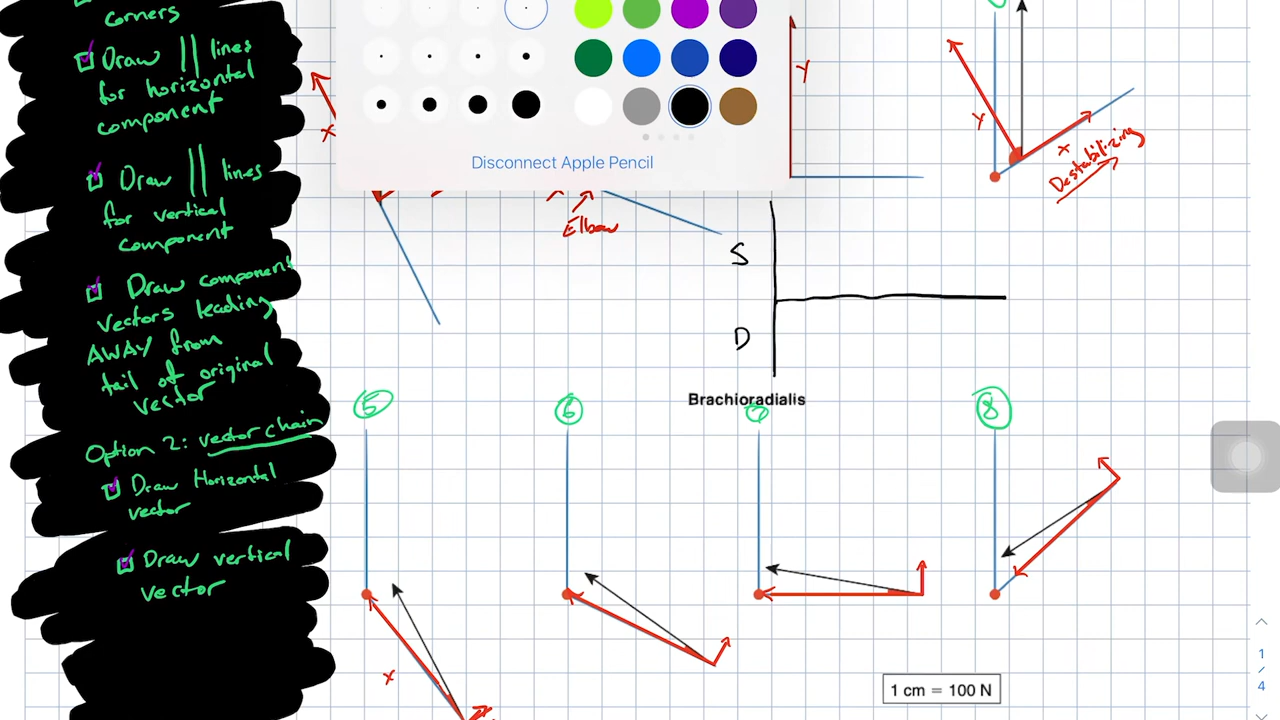 corners
Draw || lines
for horizontal
component
Draw || lines
for vertical
component
Draw component
vectors leading
AWAY from
tail of original
vector
Option 2: vector chain
Draw Horizontal
vector
Draw vertical
vector
Disconnect Apple Pencil
x
y
Elbow
y
x
Destabilizing
S
D
Brachioradialis
5
6
7
8
x
1 cm = 100 N
1
/
4